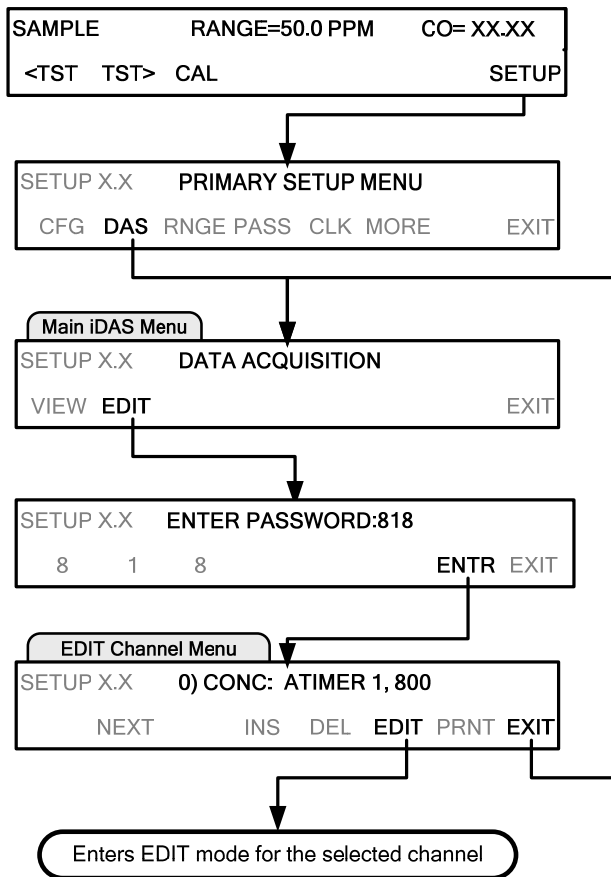 SAMPLE RANGE=50.0 PPM CO= XX.XX
<TST TST> CAL SETUP
SETUP X.X PRIMARY SETUP MENU
CFG DAS RNGE PASS CLK MORE EXIT
Main iDAS Menu
SETUP X.X DATA ACQUISITION
VIEW EDIT EXIT
SETUP X.X ENTER PASSWORD:818
8 1 8 ENTR EXIT
EDIT Channel Menu
SETUP X.X 0) CONC: ATIMER 1, 800
NEXT INS DEL EDIT PRNT EXIT
Enters EDIT mode for the selected channel